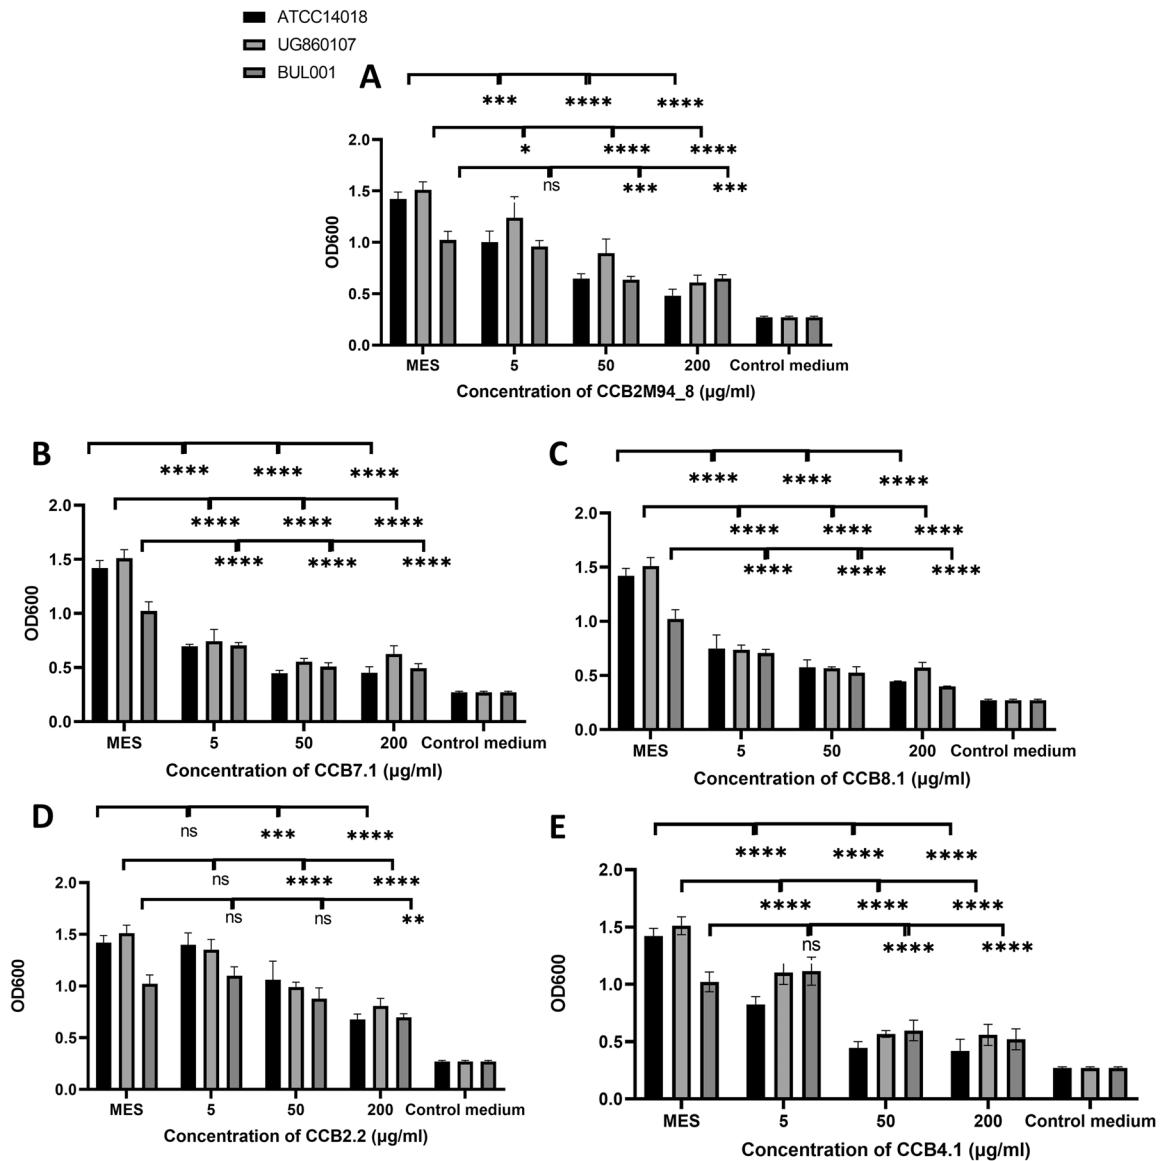 ATCC14018
UG860107
BUL001
A
*** **** ****
* **** ****
ns *** ***
2.0
1.5
1.0
0.5
0.0
OD600
MES 5 50 200 Control medium
Concentration of CCB2M94_8 (μg/ml)
B
**** **** ****
**** **** ****
**** **** ****
2.0
1.5
1.0
0.5
0.0
OD600
MES 5 50 200 Control medium
Concentration of CCB7.1 (μg/ml)
C
**** **** ****
**** **** ****
**** **** ****
2.0
1.5
1.0
0.5
0.0
OD600
MES 5 50 200 Control medium
Concentration of CCB8.1 (μg/ml)
D
ns *** ****
ns **** ****
ns ns **
2.0
1.5
1.0
0.5
0.0
OD600
MES 5 50 200 Control medium
Concentration of CCB2.2 (μg/ml)
E
**** **** ****
**** **** ****
ns **** ****
2.0
1.5
1.0
0.5
0.0
OD600
MES 5 50 200 Control medium
Concentration of CCB4.1 (μg/ml)